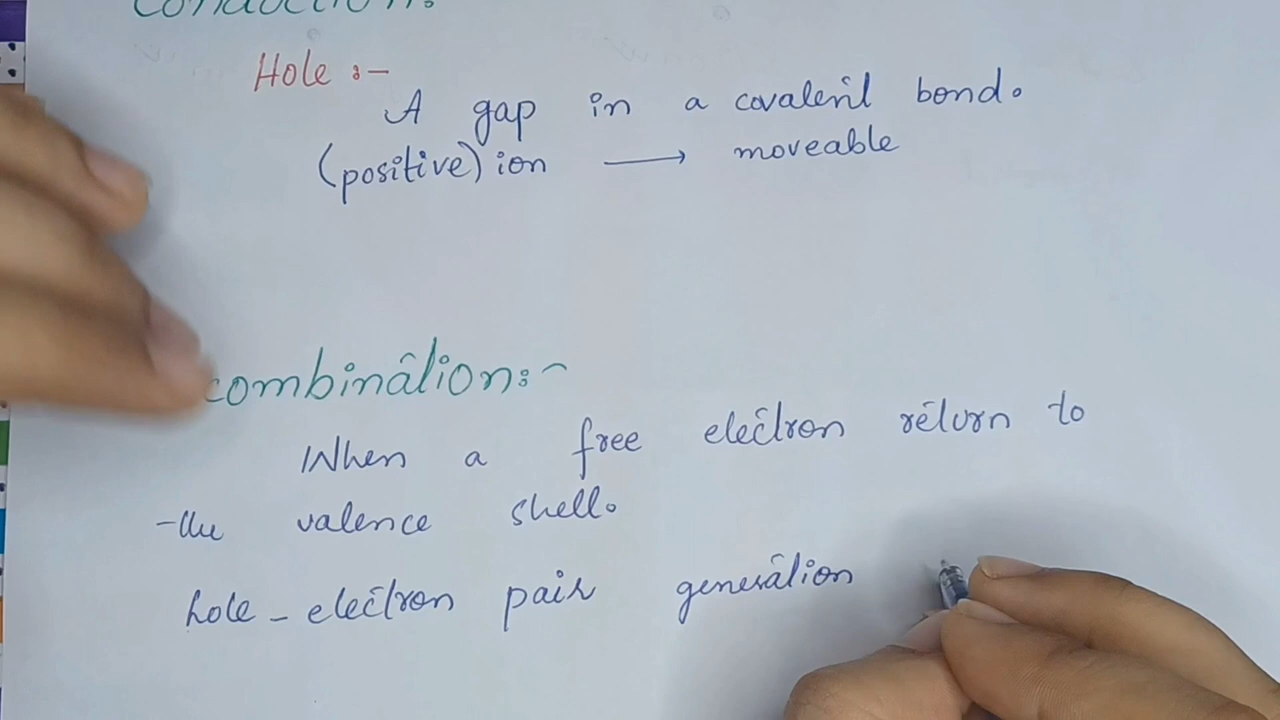 Conduction:
Hole :-
A gap in a covalent bond.
(positive) ion → moveable
combination:-
When a free electron return to
the valence shell.
hole - electron pair generation